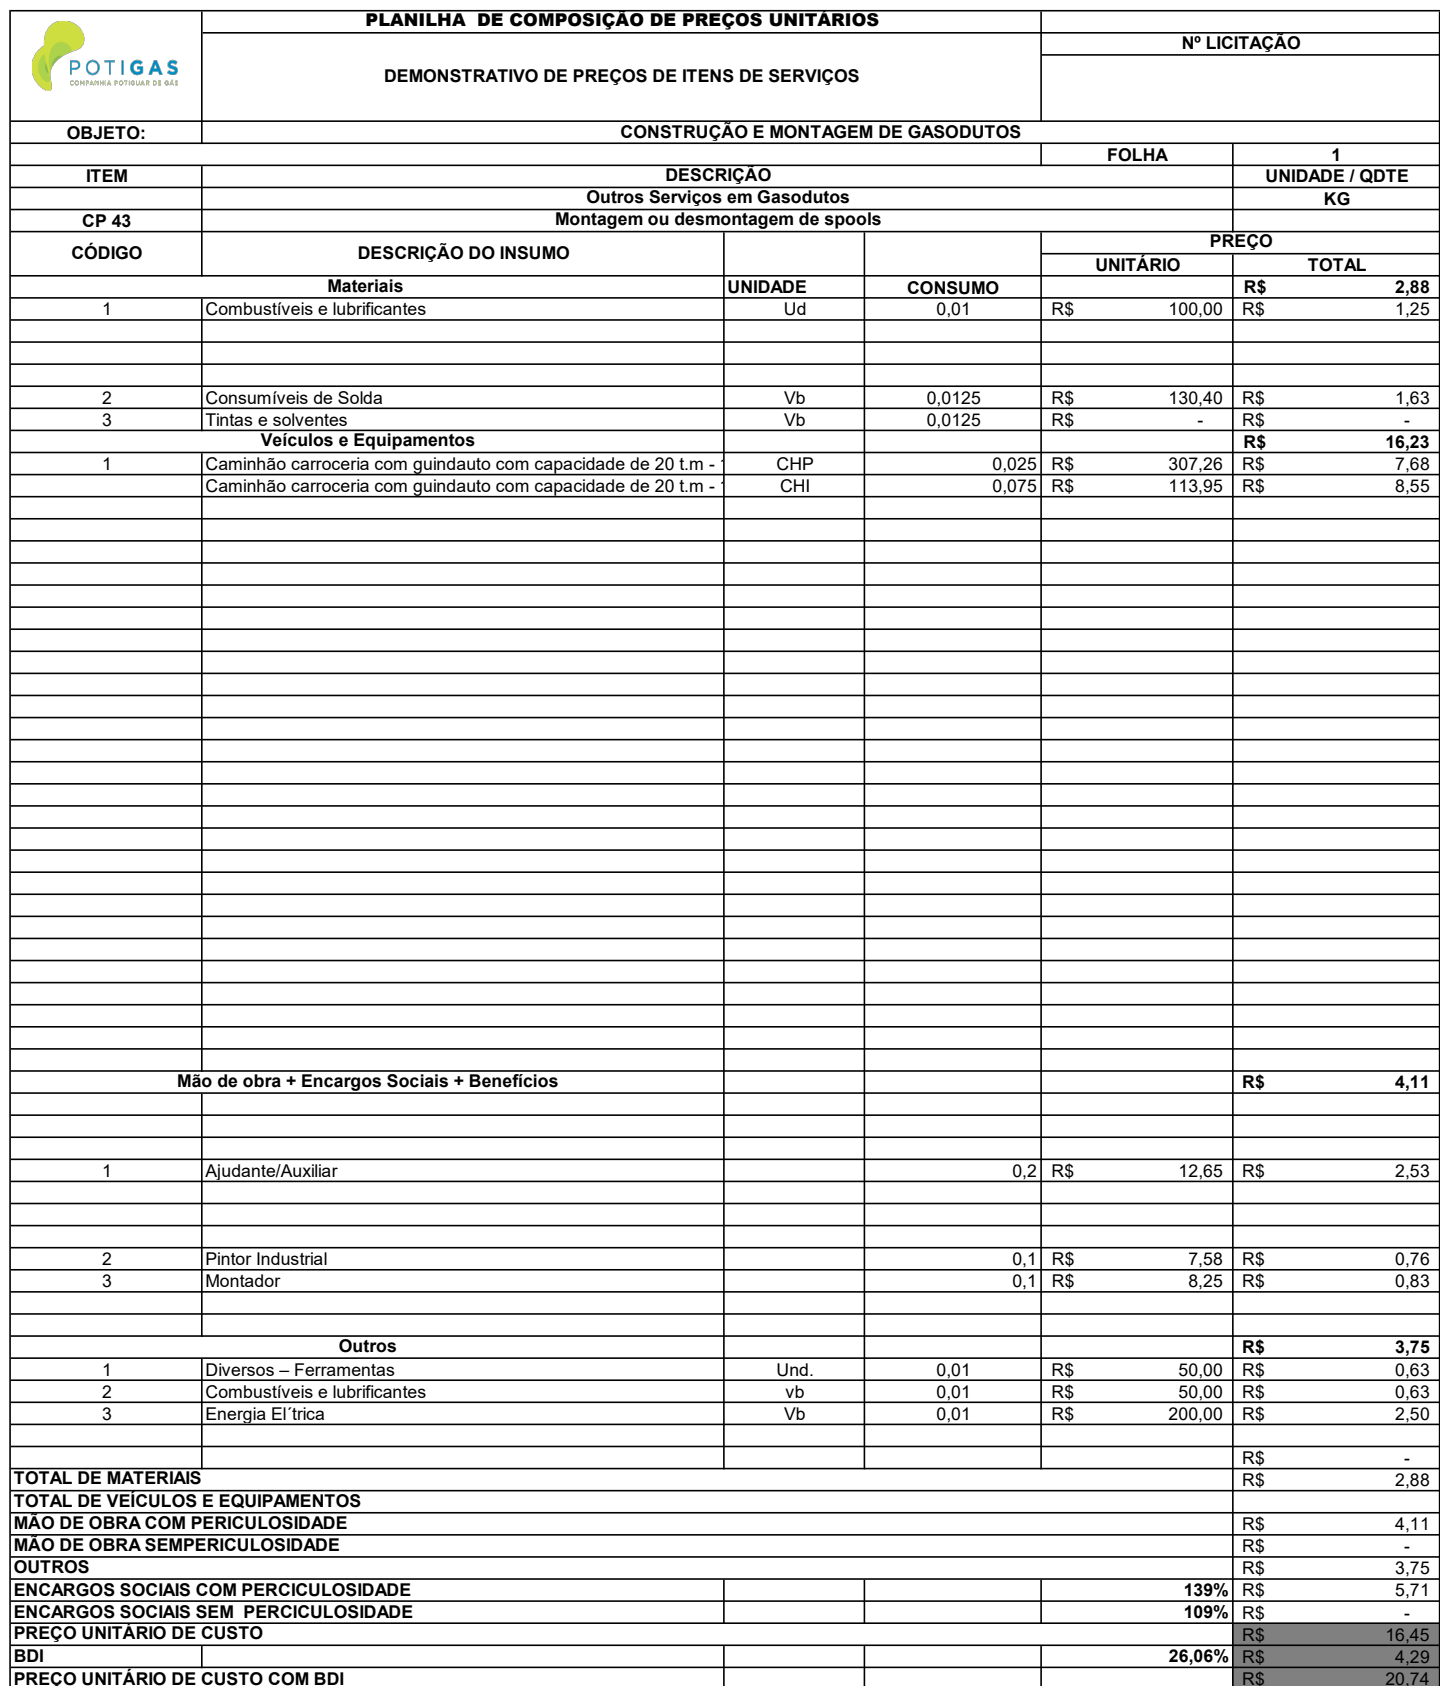 PLANILHA DE COMPOSIÇÃO DE PREÇOS UNITÁRIOS
Nº LICITAÇÃO
POTIGAS
COMPANHIA POTIGUAR DE GÁS
DEMONSTRATIVO DE PREÇOS DE ITENS DE SERVIÇOS
OBJETO: CONSTRUÇÃO E MONTAGEM DE GASODUTOS
FOLHA 1
ITEM DESCRIÇÃO UNIDADE / QDTE
Outros Serviços em Gasodutos KG
CP 43 Montagem ou desmontagem de spools
CÓDIGO DESCRIÇÃO DO INSUMO PREÇO
UNITÁRIO TOTAL
Materiais UNIDADE CONSUMO R$ 2,88
1 Combustíveis e lubrificantes Ud 0,01 R$ 100,00 R$ 1,25
2 Consumíveis de Solda Vb 0,0125 R$ 130,40 R$ 1,63
3 Tintas e solventes Vb 0,0125 R$ - R$ -
Veículos e Equipamentos R$ 16,23
1 Caminhão carroceria com guindauto com capacidade de 20 t.m - CHP 0,025 R$ 307,26 R$ 7,68
Caminhão carroceria com guindauto com capacidade de 20 t.m - CHI 0,075 R$ 113,95 R$ 8,55
Mão de obra + Encargos Sociais + Benefícios R$ 4,11
1 Ajudante/Auxiliar 0,2 R$ 12,65 R$ 2,53
2 Pintor Industrial 0,1 R$ 7,58 R$ 0,76
3 Montador 0,1 R$ 8,25 R$ 0,83
Outros R$ 3,75
1 Diversos – Ferramentas Und. 0,01 R$ 50,00 R$ 0,63
2 Combustíveis e lubrificantes vb 0,01 R$ 50,00 R$ 0,63
3 Energia El´trica Vb 0,01 R$ 200,00 R$ 2,50
R$ -
TOTAL DE MATERIAIS R$ 2,88
TOTAL DE VEÍCULOS E EQUIPAMENTOS
MÃO DE OBRA COM PERICULOSIDADE R$ 4,11
MÃO DE OBRA SEMPERICULOSIDADE R$ -
OUTROS R$ 3,75
ENCARGOS SOCIAIS COM PERCICULOSIDADE 139% R$ 5,71
ENCARGOS SOCIAIS SEM PERCICULOSIDADE 109% R$ -
PREÇO UNITÁRIO DE CUSTO R$ 16,45
BDI 26,06% R$ 4,29
PREÇO UNITÁRIO DE CUSTO COM BDI R$ 20,74